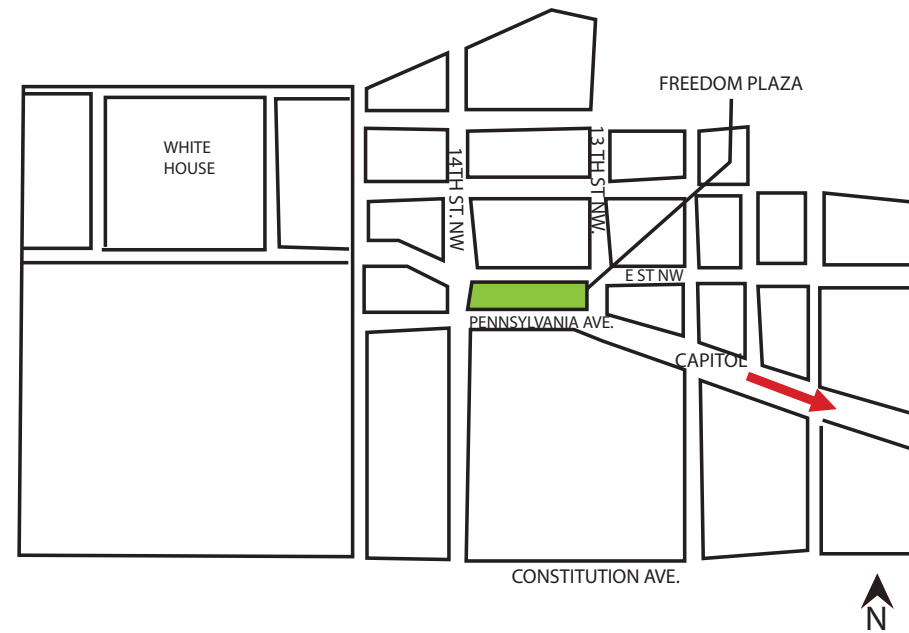 FREEDOM PLAZA
WHITE
HOUSE
14TH ST. NW
13 TH ST NW.
E ST NW
PENNSYLVANIA AVE.
CAPITOL
CONSTITUTION AVE.
N